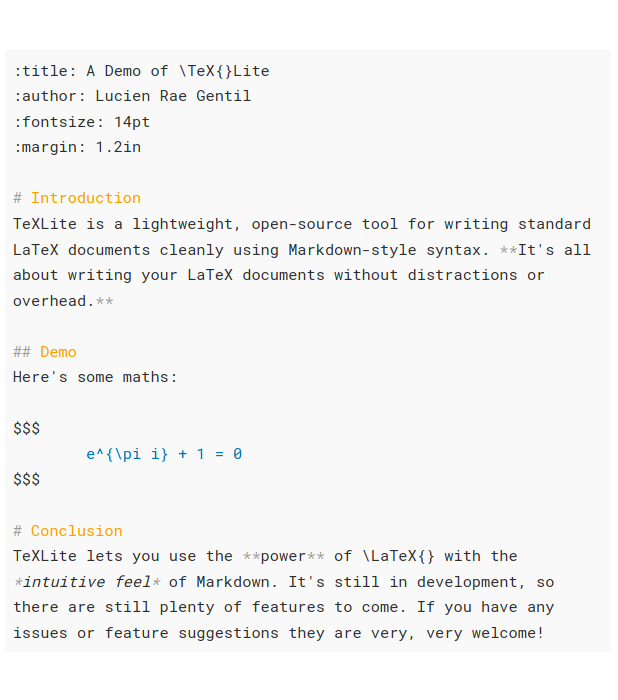 :title: A Demo of \TeX{}Lite
:author: Lucien Rae Gentil
:fontsize: 14pt
:margin: 1.2in
# Introduction
TeXLite is a lightweight, open-source tool for writing standard
LaTeX documents cleanly using Markdown-style syntax. **It's all
about writing your LaTeX documents without distractions or
overhead.**
## Demo
Here's some maths:
$$$
e^{\pi i} + 1 = 0
$$$
# Conclusion
TeXLite lets you use the **power** of \LaTeX{} with the
*intuitive feel* of Markdown. It's still in development, so
there are still plenty of features to come. If you have any
issues or feature suggestions they are very, very welcome!